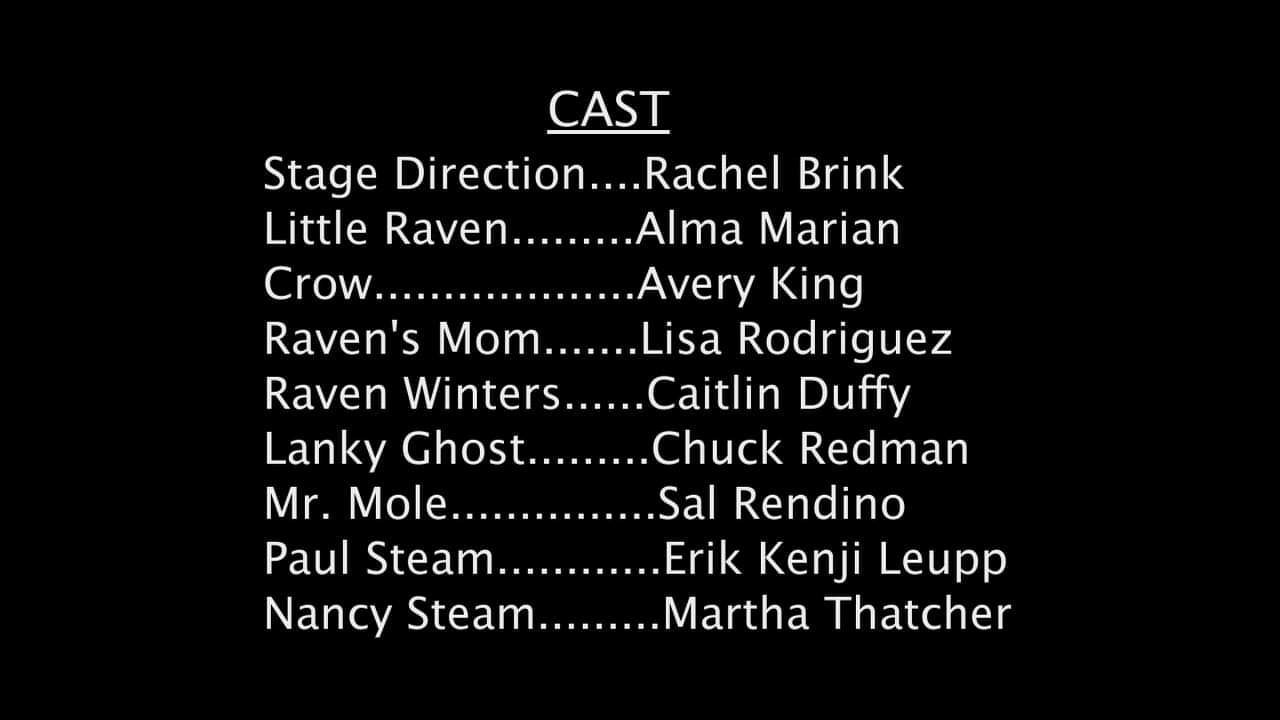 CAST
Stage Direction....Rachel Brink
Little Raven.........Alma Marian
Crow...................Avery King
Raven's Mom.......Lisa Rodriguez
Raven Winters......Caitlin Duffy
Lanky Ghost.........Chuck Redman
Mr. Mole...............Sal Rendino
Paul Steam............Erik Kenji Leupp
Nancy Steam.........Martha Thatcher